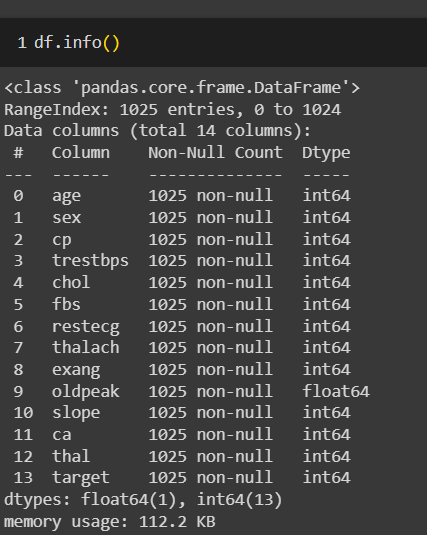 1 df.info()
<class 'pandas.core.frame.DataFrame'>
RangeIndex: 1025 entries, 0 to 1024
Data columns (total 14 columns):
 #   Column    Non-Null Count  Dtype
---  ------    --------------  -----
 0   age       1025 non-null   int64
 1   sex       1025 non-null   int64
 2   cp        1025 non-null   int64
 3   trestbps  1025 non-null   int64
 4   chol      1025 non-null   int64
 5   fbs       1025 non-null   int64
 6   restecg   1025 non-null   int64
 7   thalach   1025 non-null   int64
 8   exang     1025 non-null   int64
 9   oldpeak   1025 non-null   float64
 10  slope     1025 non-null   int64
 11  ca        1025 non-null   int64
 12  thal      1025 non-null   int64
 13  target    1025 non-null   int64
dtypes: float64(1), int64(13)
memory usage: 112.2 KB